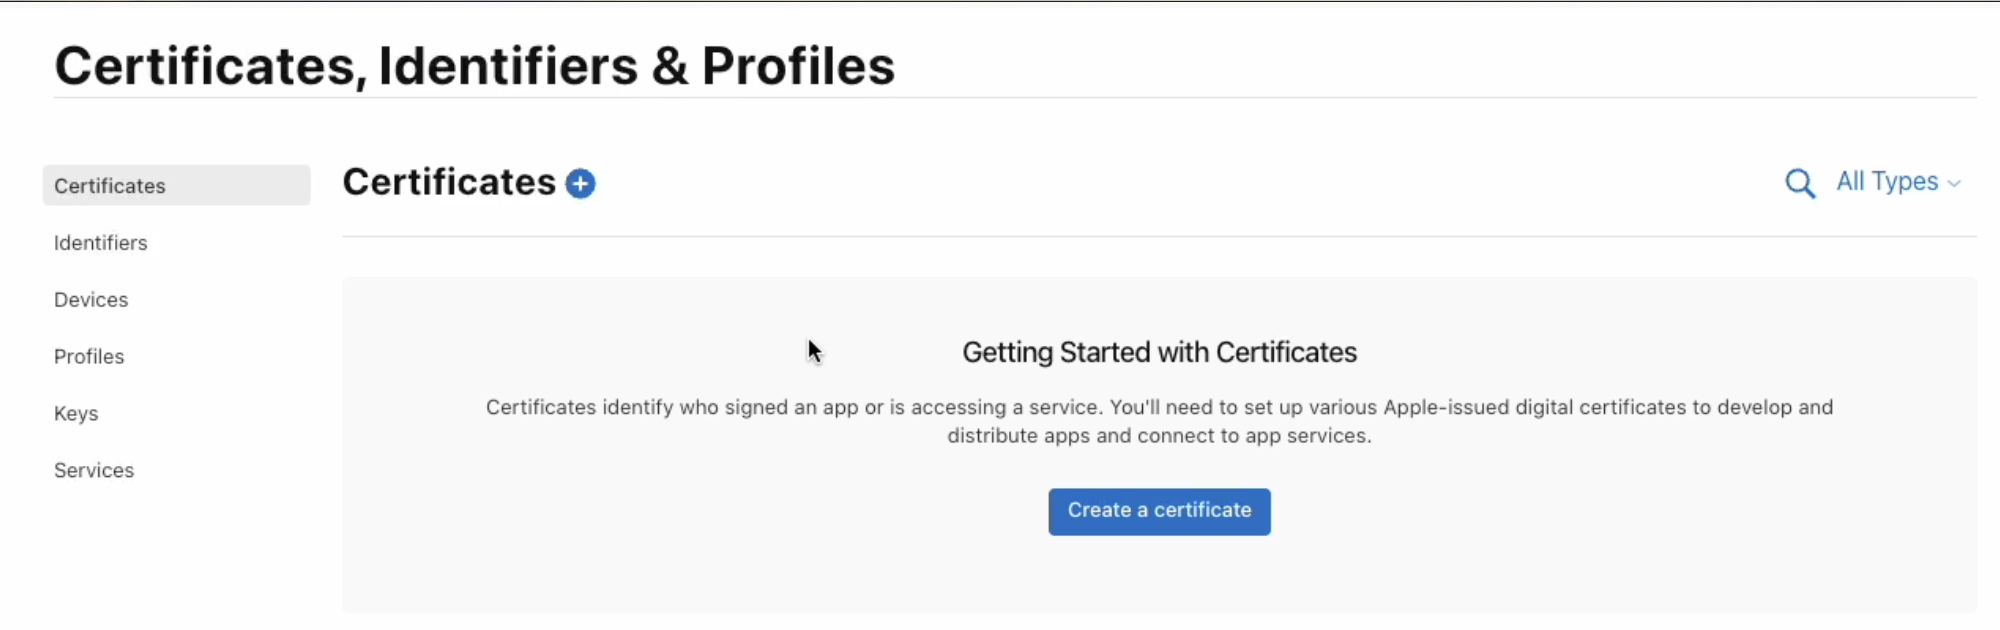 Certificates, Identifiers & Profiles
Certificates
Identifiers
Devices
Profiles
Keys
Services
Certificates
All Types
Getting Started with Certificates
Certificates identify who signed an app or is accessing a service. You'll need to set up various Apple-issued digital certificates to develop and
distribute apps and connect to app services.
Create a certificate